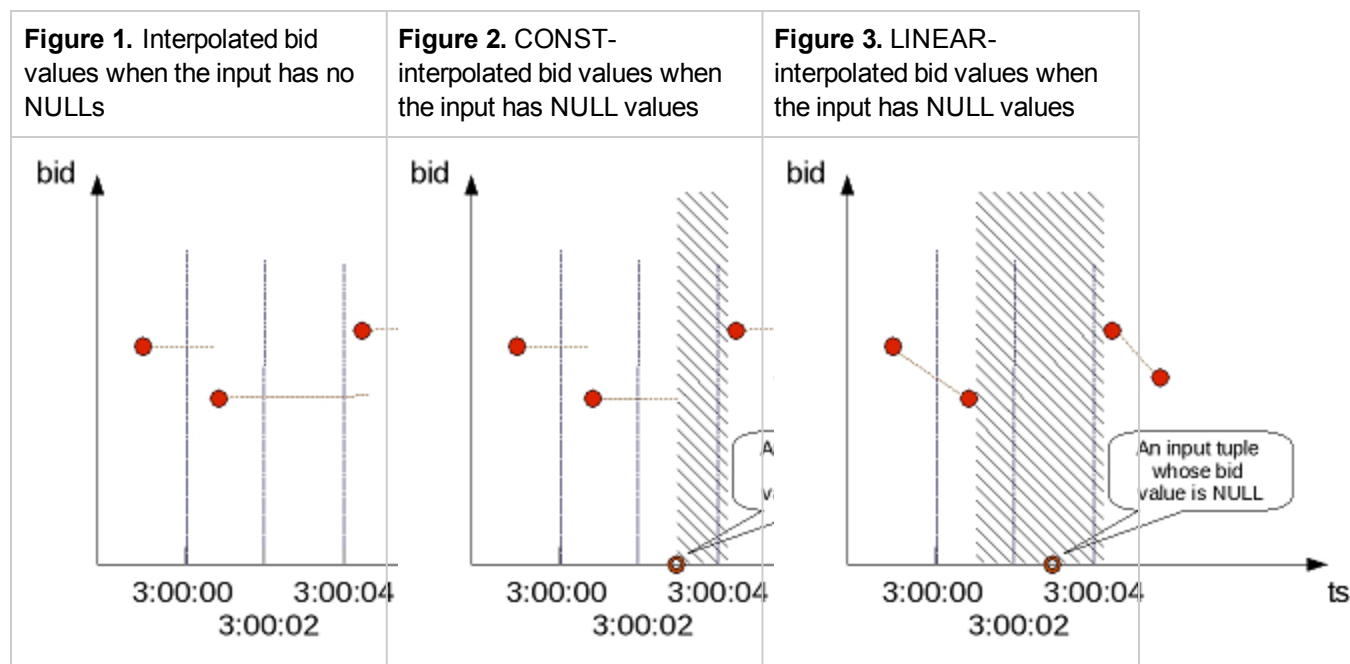 Figure 1. Interpolated bid
values when the input has no
NULLs
Figure 2. CONST-
interpolated bid values when
the input has NULL values
Figure 3. LINEAR-
interpolated bid values when
the input has NULL values
bid
3:00:00 3:00:04
3:00:02
bid
3:00:00 3:00:04
3:00:02
bid
An input tuple
whose bid
value is NULL
3:00:00 3:00:04 ts
3:00:02